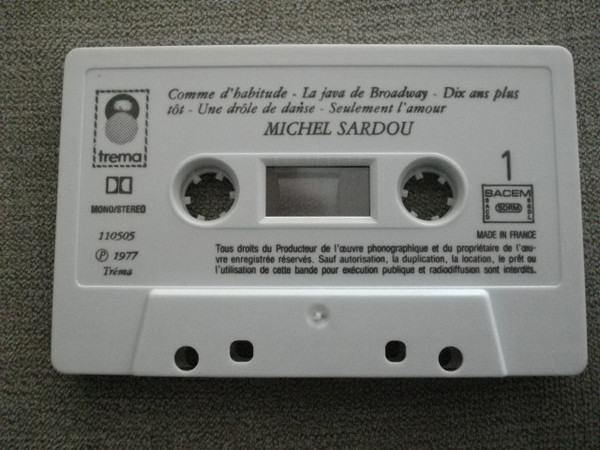 Comme d'habitude - La java de Broadway - Dix ans plus
tôt - Une drôle de danse - Seulement l'amour
MICHEL SARDOU
trema
1
MONO/STEREO
SACEM
SACD
SDRM
SGDL
110505
MADE IN FRANCE
℗ 1977
Tréma
Tous droits du Producteur de l'œuvre phonographique et du propriétaire de l'œu-
vre enregistrée réservés. Sauf autorisation, la duplication, la location, le prêt ou
l'utilisation de cette bande pour exécution publique et radiodiffusion sont interdits.